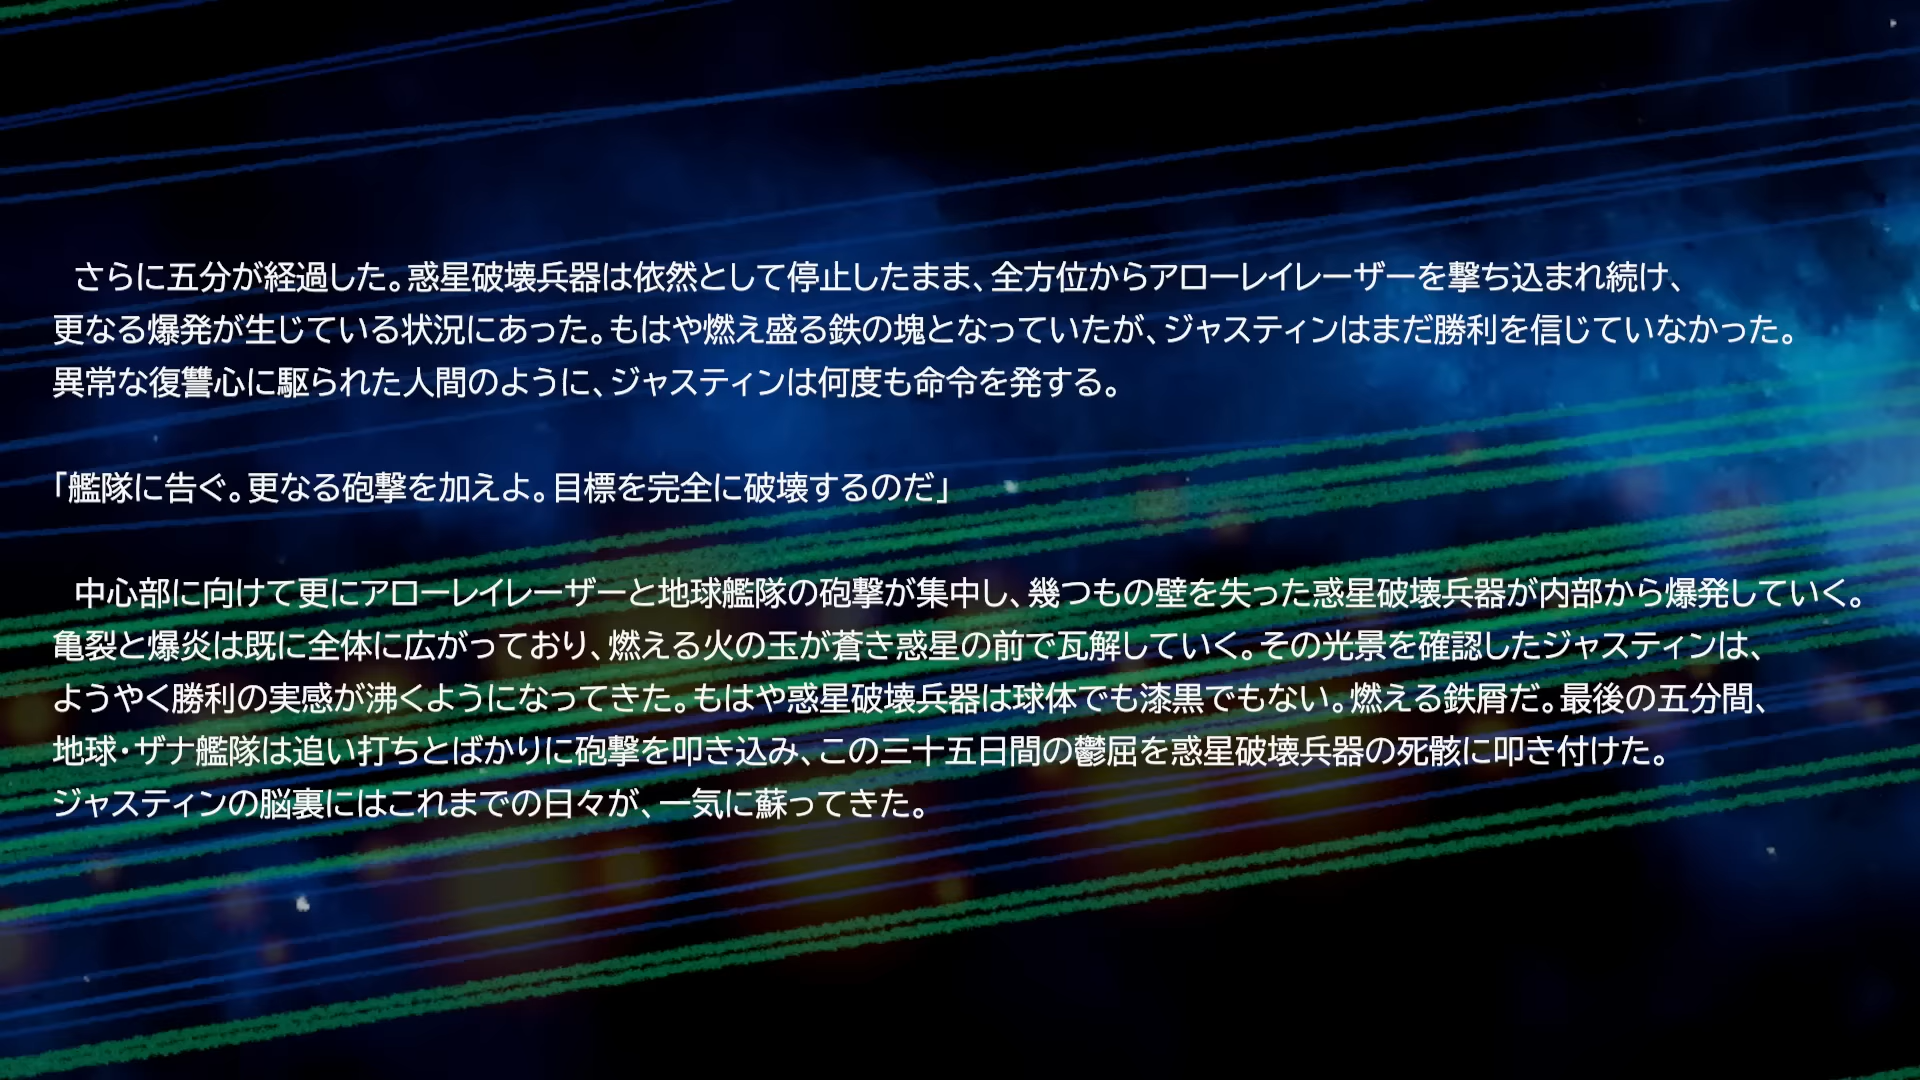 さらに五分が経過した。惑星破壊兵器は依然として停止したまま、全方位からアローレイレーザーを撃ち込まれ続け、
更なる爆発が生じている状況にあった。もはや燃え盛る鉄の塊となっていたが、ジャスティンはまだ勝利を信じていなかった。
異常な復讐心に駆られた人間のように、ジャスティンは何度も命令を発する。
「艦隊に告ぐ。更なる砲撃を加えよ。目標を完全に破壊するのだ」
中心部に向けて更にアローレイレーザーと地球艦隊の砲撃が集中し、幾つもの壁を失った惑星破壊兵器が内部から爆発していく。
亀裂と爆炎は既に全体に広がっており、燃える火の玉が蒼き惑星の前で瓦解していく。その光景を確認したジャスティンは、
ようやく勝利の実感が沸くようになってきた。もはや惑星破壊兵器は球体でも漆黒でもない。燃える鉄屑だ。最後の五分間、
地球・ザナ艦隊は追い打ちとばかりに砲撃を叩き込み、この三十五日間の鬱屈を惑星破壊兵器の死骸に叩き付けた。
ジャスティンの脳裏にはこれまでの日々が、一気に蘇ってきた。